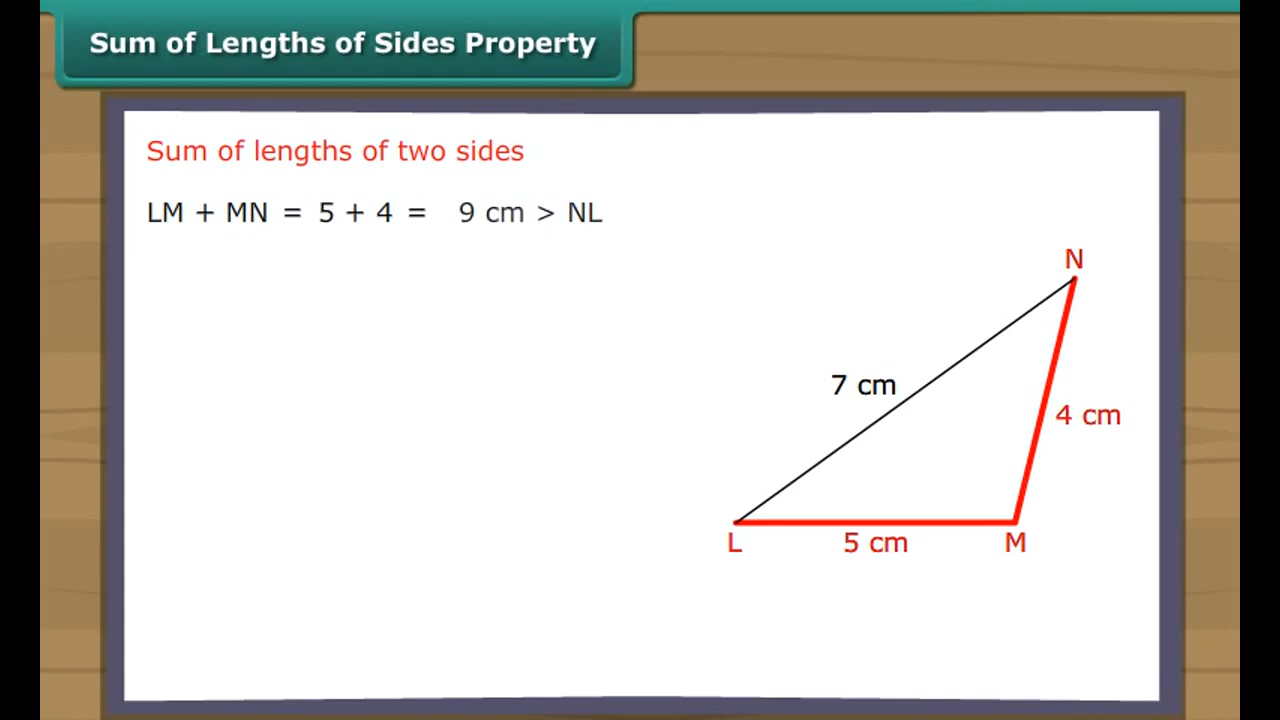 Sum of Lengths of Sides Property
Sum of lengths of two sides
LM + MN = 5 + 4 = 9 cm > NL
N
7 cm
4 cm
L
5 cm
M